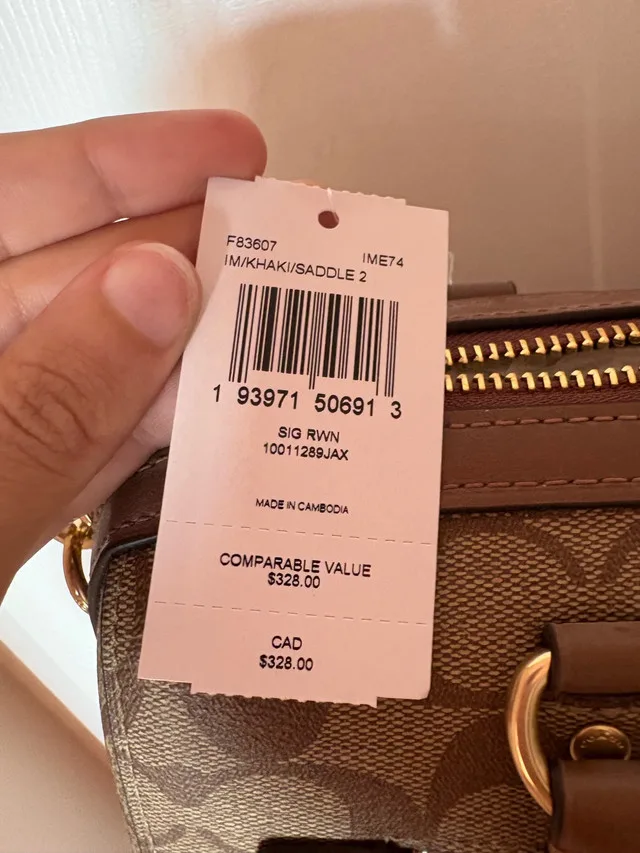 F83607 IME74
IM/KHAKI/SADDLE 2
1 93971 50691 3
SIG RWN
10011289JAX
MADE IN CAMBODIA
COMPARABLE VALUE
$328.00
CAD
$328.00